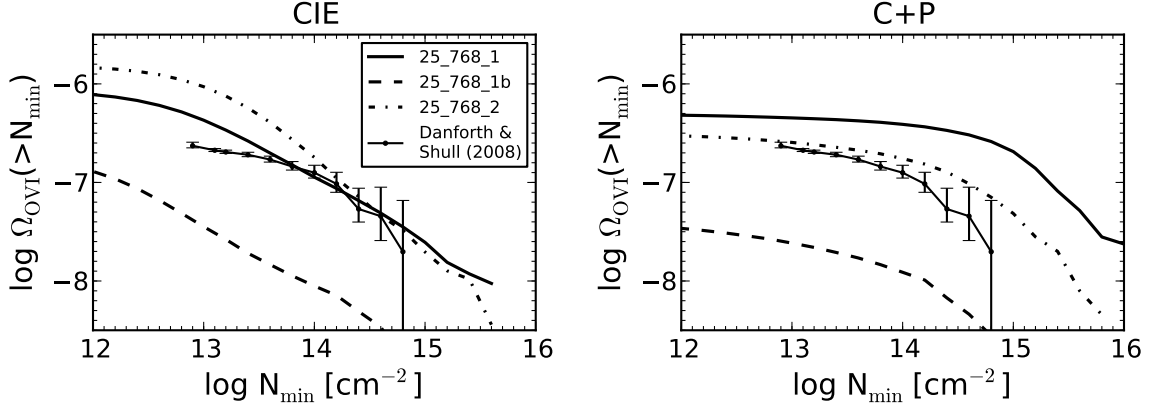 CIE
log Ω_OVI(>N_min)
−6
−7
−8
12 13 14 15 16
log N_min [cm⁻²]
25_768_1
25_768_1b
25_768_2
Danforth &
Shull (2008)
C+P
log Ω_OVI(>N_min)
−6
−7
−8
12 13 14 15 16
log N_min [cm⁻²]